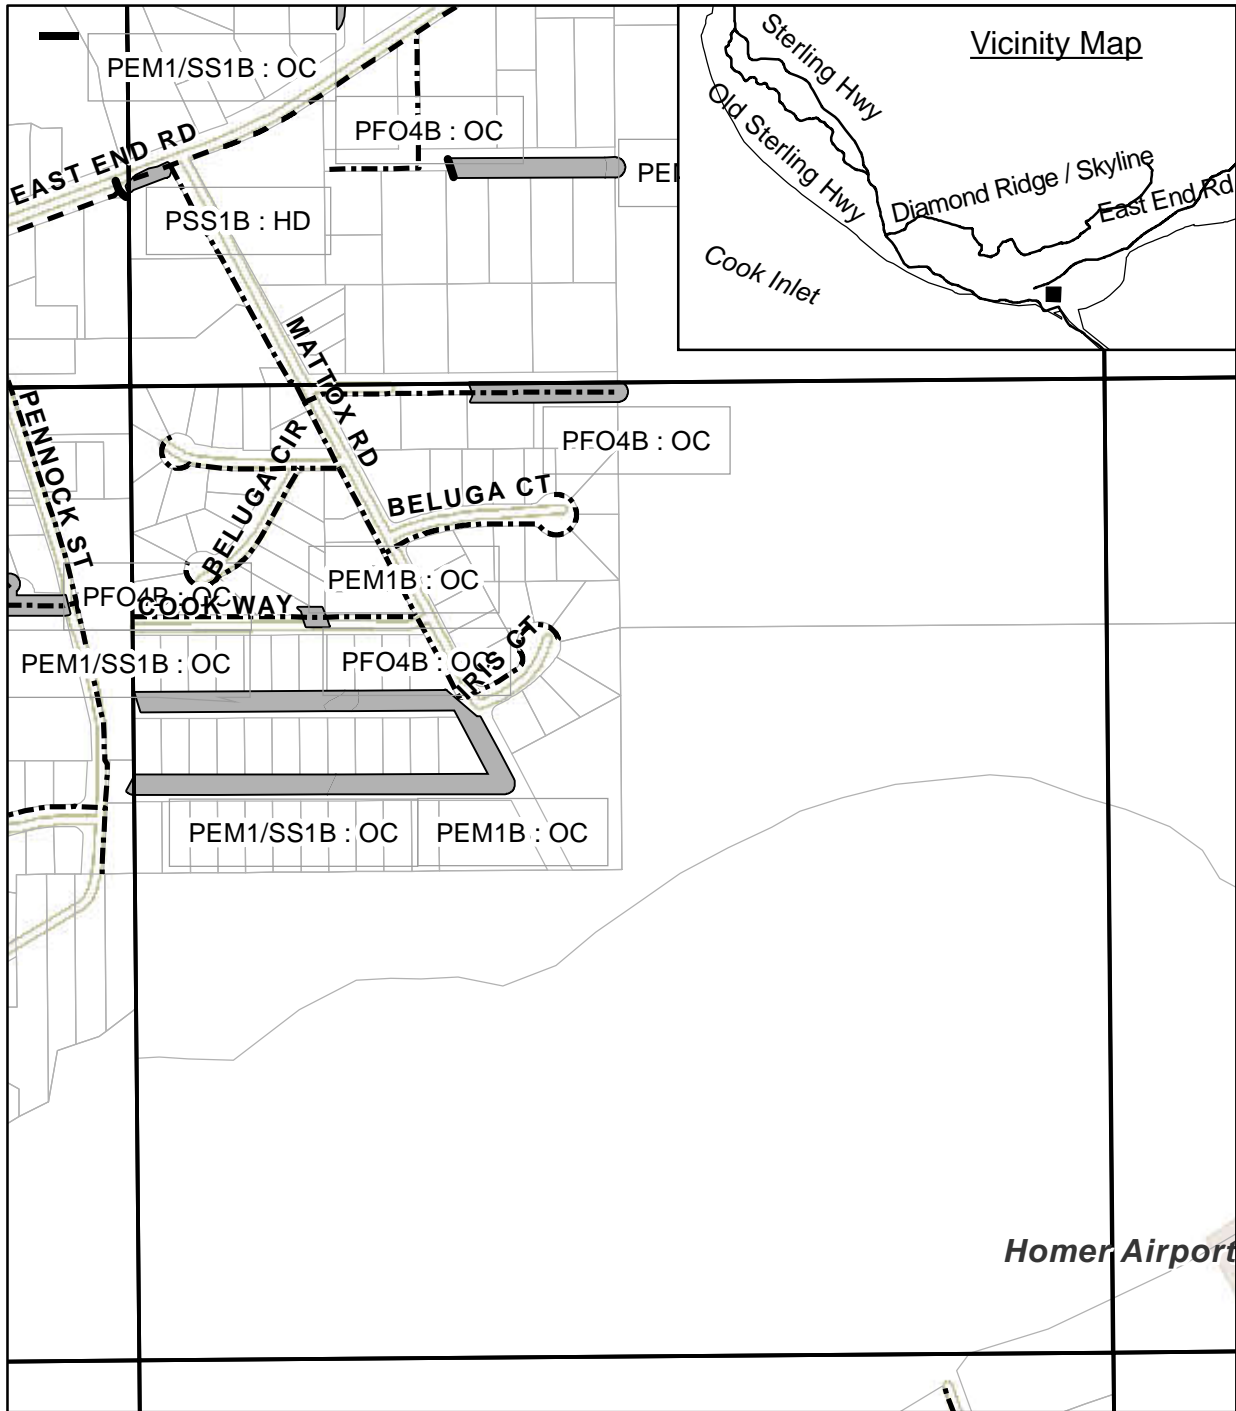 Vicinity Map
Sterling Hwy
Old Sterling Hwy
Diamond Ridge / Skyline
East End Rd
Cook Inlet
PEM1/SS1B : OC
PFO4B : OC
EAST END RD
PSS1B : HD
MATTOX RD
PENNOCK ST
BELUGA CIR
PFO4B : OC
BELUGA CT
PEM1B : OC
PFO4B : OC
COOK WAY
PEM1/SS1B : OC
PFO4B : OC
IRIS CT
PEM1/SS1B : OC
PEM1B : OC
Homer Airport